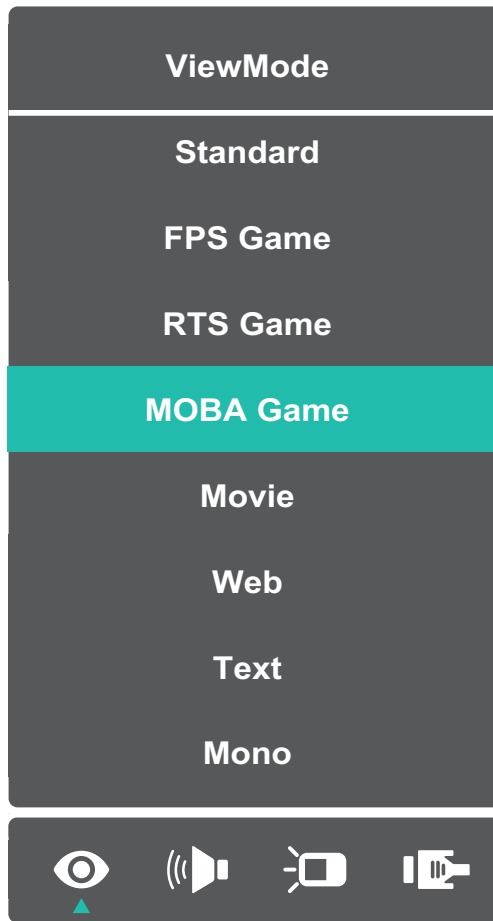 ViewMode
Standard
FPS Game
RTS Game
MOBA Game
Movie
Web
Text
Mono